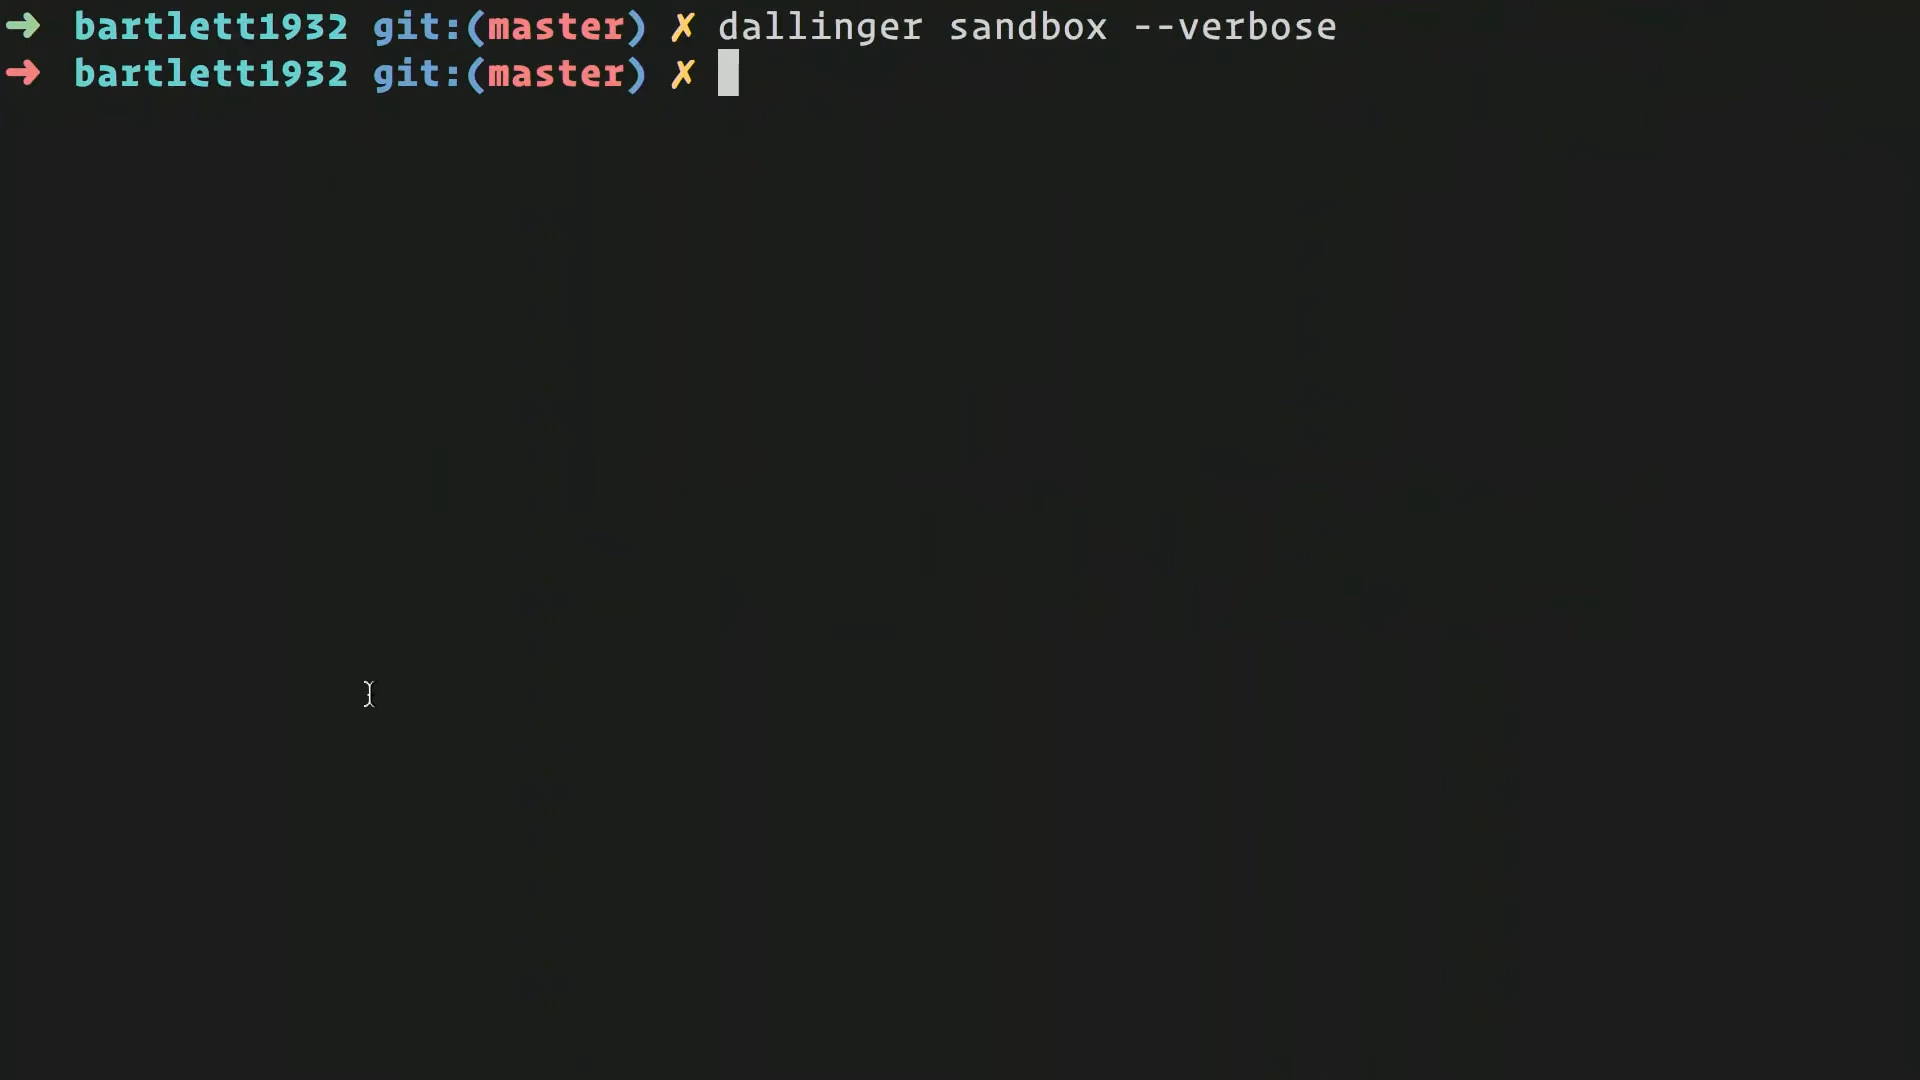 ➜ bartlett1932 git:(master) ✗ dallinger sandbox --verbose
➜ bartlett1932 git:(master) ✗